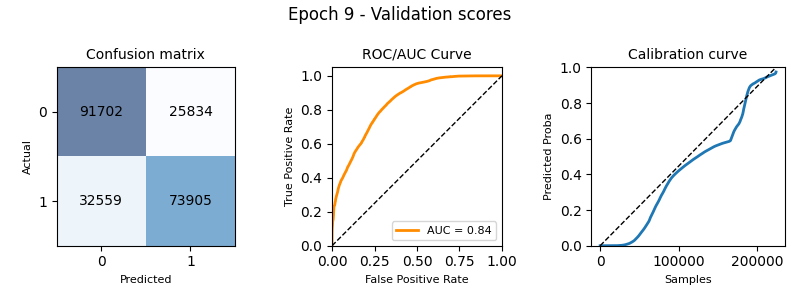 Epoch 9 - Validation scores
Confusion matrix
Actual
0
1
91702
25834
32559
73905
0
1
Predicted
ROC/AUC Curve
True Positive Rate
1.0
0.8
0.6
0.4
0.2
0.0
AUC = 0.84
0.00
0.25
0.50
0.75
1.00
False Positive Rate
Calibration curve
Predicted Proba
1.0
0.8
0.6
0.4
0.2
0.0
0
100000
200000
Samples